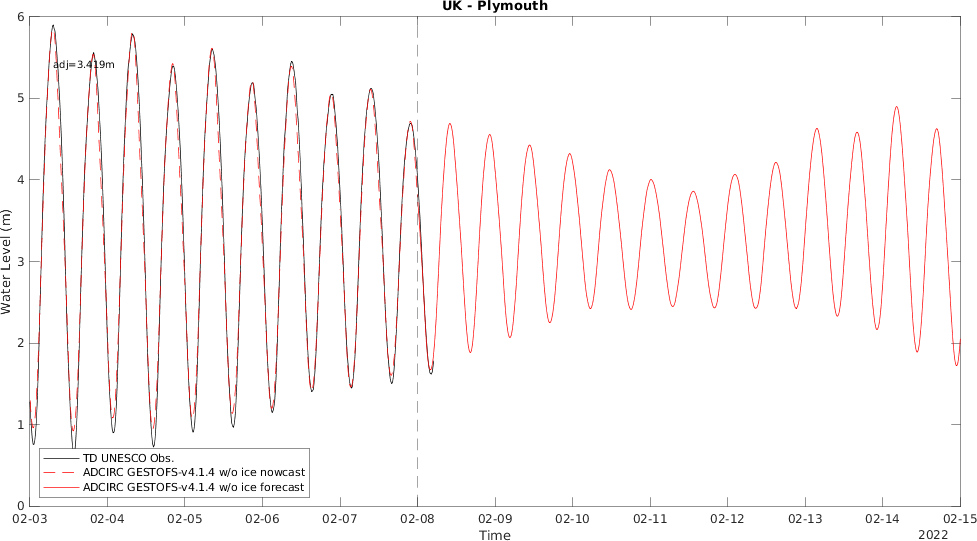 UK - Plymouth
6
adj=3.419m
5
4
3
2
1
0
Water Level (m)
TD UNESCO Obs.
ADCIRC GESTOFS-v4.1.4 w/o ice nowcast
ADCIRC GESTOFS-v4.1.4 w/o ice forecast
02-03 02-04 02-05 02-06 02-07 02-08 02-09 02-10 02-11 02-12 02-13 02-14 02-15
Time
2022